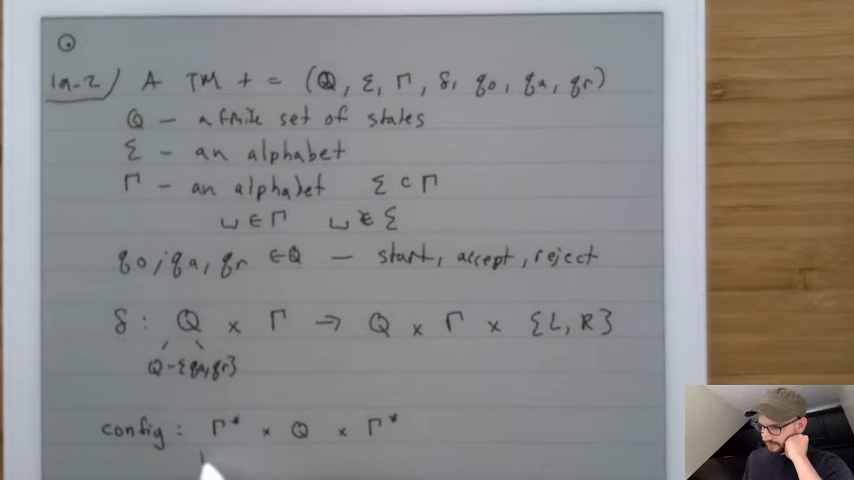 19-2/ A TM t = (Q, Σ, Γ, δ, q0, qa, qr)
Q - a finite set of states
Σ - an alphabet
Γ - an alphabet Σ ⊂ Γ
⊔ ∈ Γ ⊔ ∉ Σ
q0, qa, qr ∈ Q - start, accept, reject
δ : Q × Γ → Q × Γ × {L, R}
Q - {qa, qr}
config : Γ* × Q × Γ*